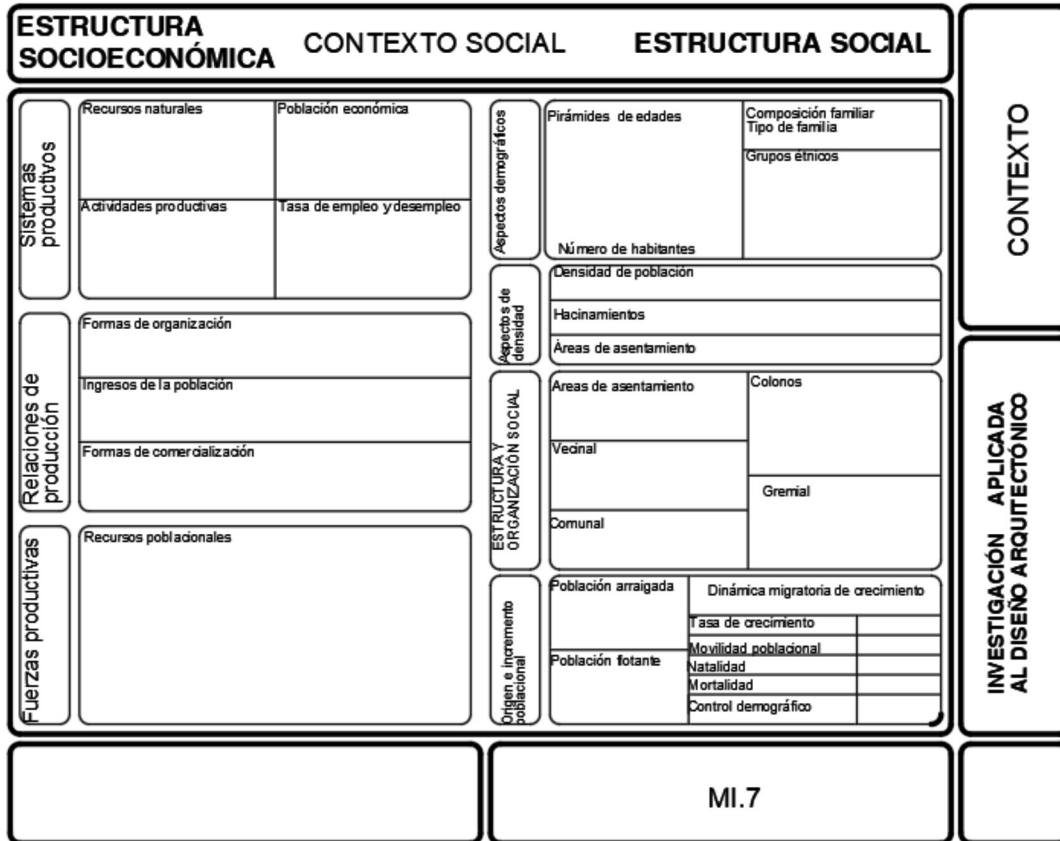 ESTRUCTURA
SOCIOECONÓMICA
CONTEXTO SOCIAL
ESTRUCTURA SOCIAL
Sistemas
productivos
Recursos naturales
Población económica
Actividades productivas
Tasa de empleo y desempleo
Relaciones de
producción
Formas de organización
Ingresos de la población
Formas de comercialización
Fuerzas productivas
Recursos poblacionales
Aspectos demográficos
Pirámides de edades
Número de habitantes
Composición familiar
Tipo de familia
Grupos étnicos
Aspectos de
densidad
Densidad de población
Hacinamientos
Áreas de asentamiento
ESTRUCTURA Y
ORGANIZACIÓN SOCIAL
Areas de asentamiento
Vecinal
Comunal
Colonos
Gremial
Origen e incremento
poblacional
Población arraigada
Población flotante
Dinámica migratoria de crecimiento
Tasa de crecimiento
Movilidad poblacional
Natalidad
Mortalidad
Control demográfico
CONTEXTO
INVESTIGACIÓN APLICADA
AL DISEÑO ARQUITECTÓNICO
MI.7